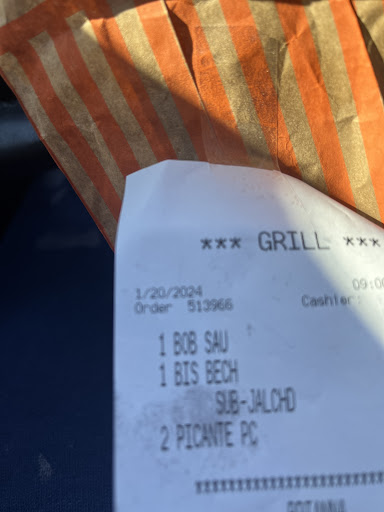 *** GRILL ***
1/20/2024 09:0
Order 513966 Cashier:
1 BOB SAU
1 BIS BECH
SUB-JALCHD
2 PICANTE PC